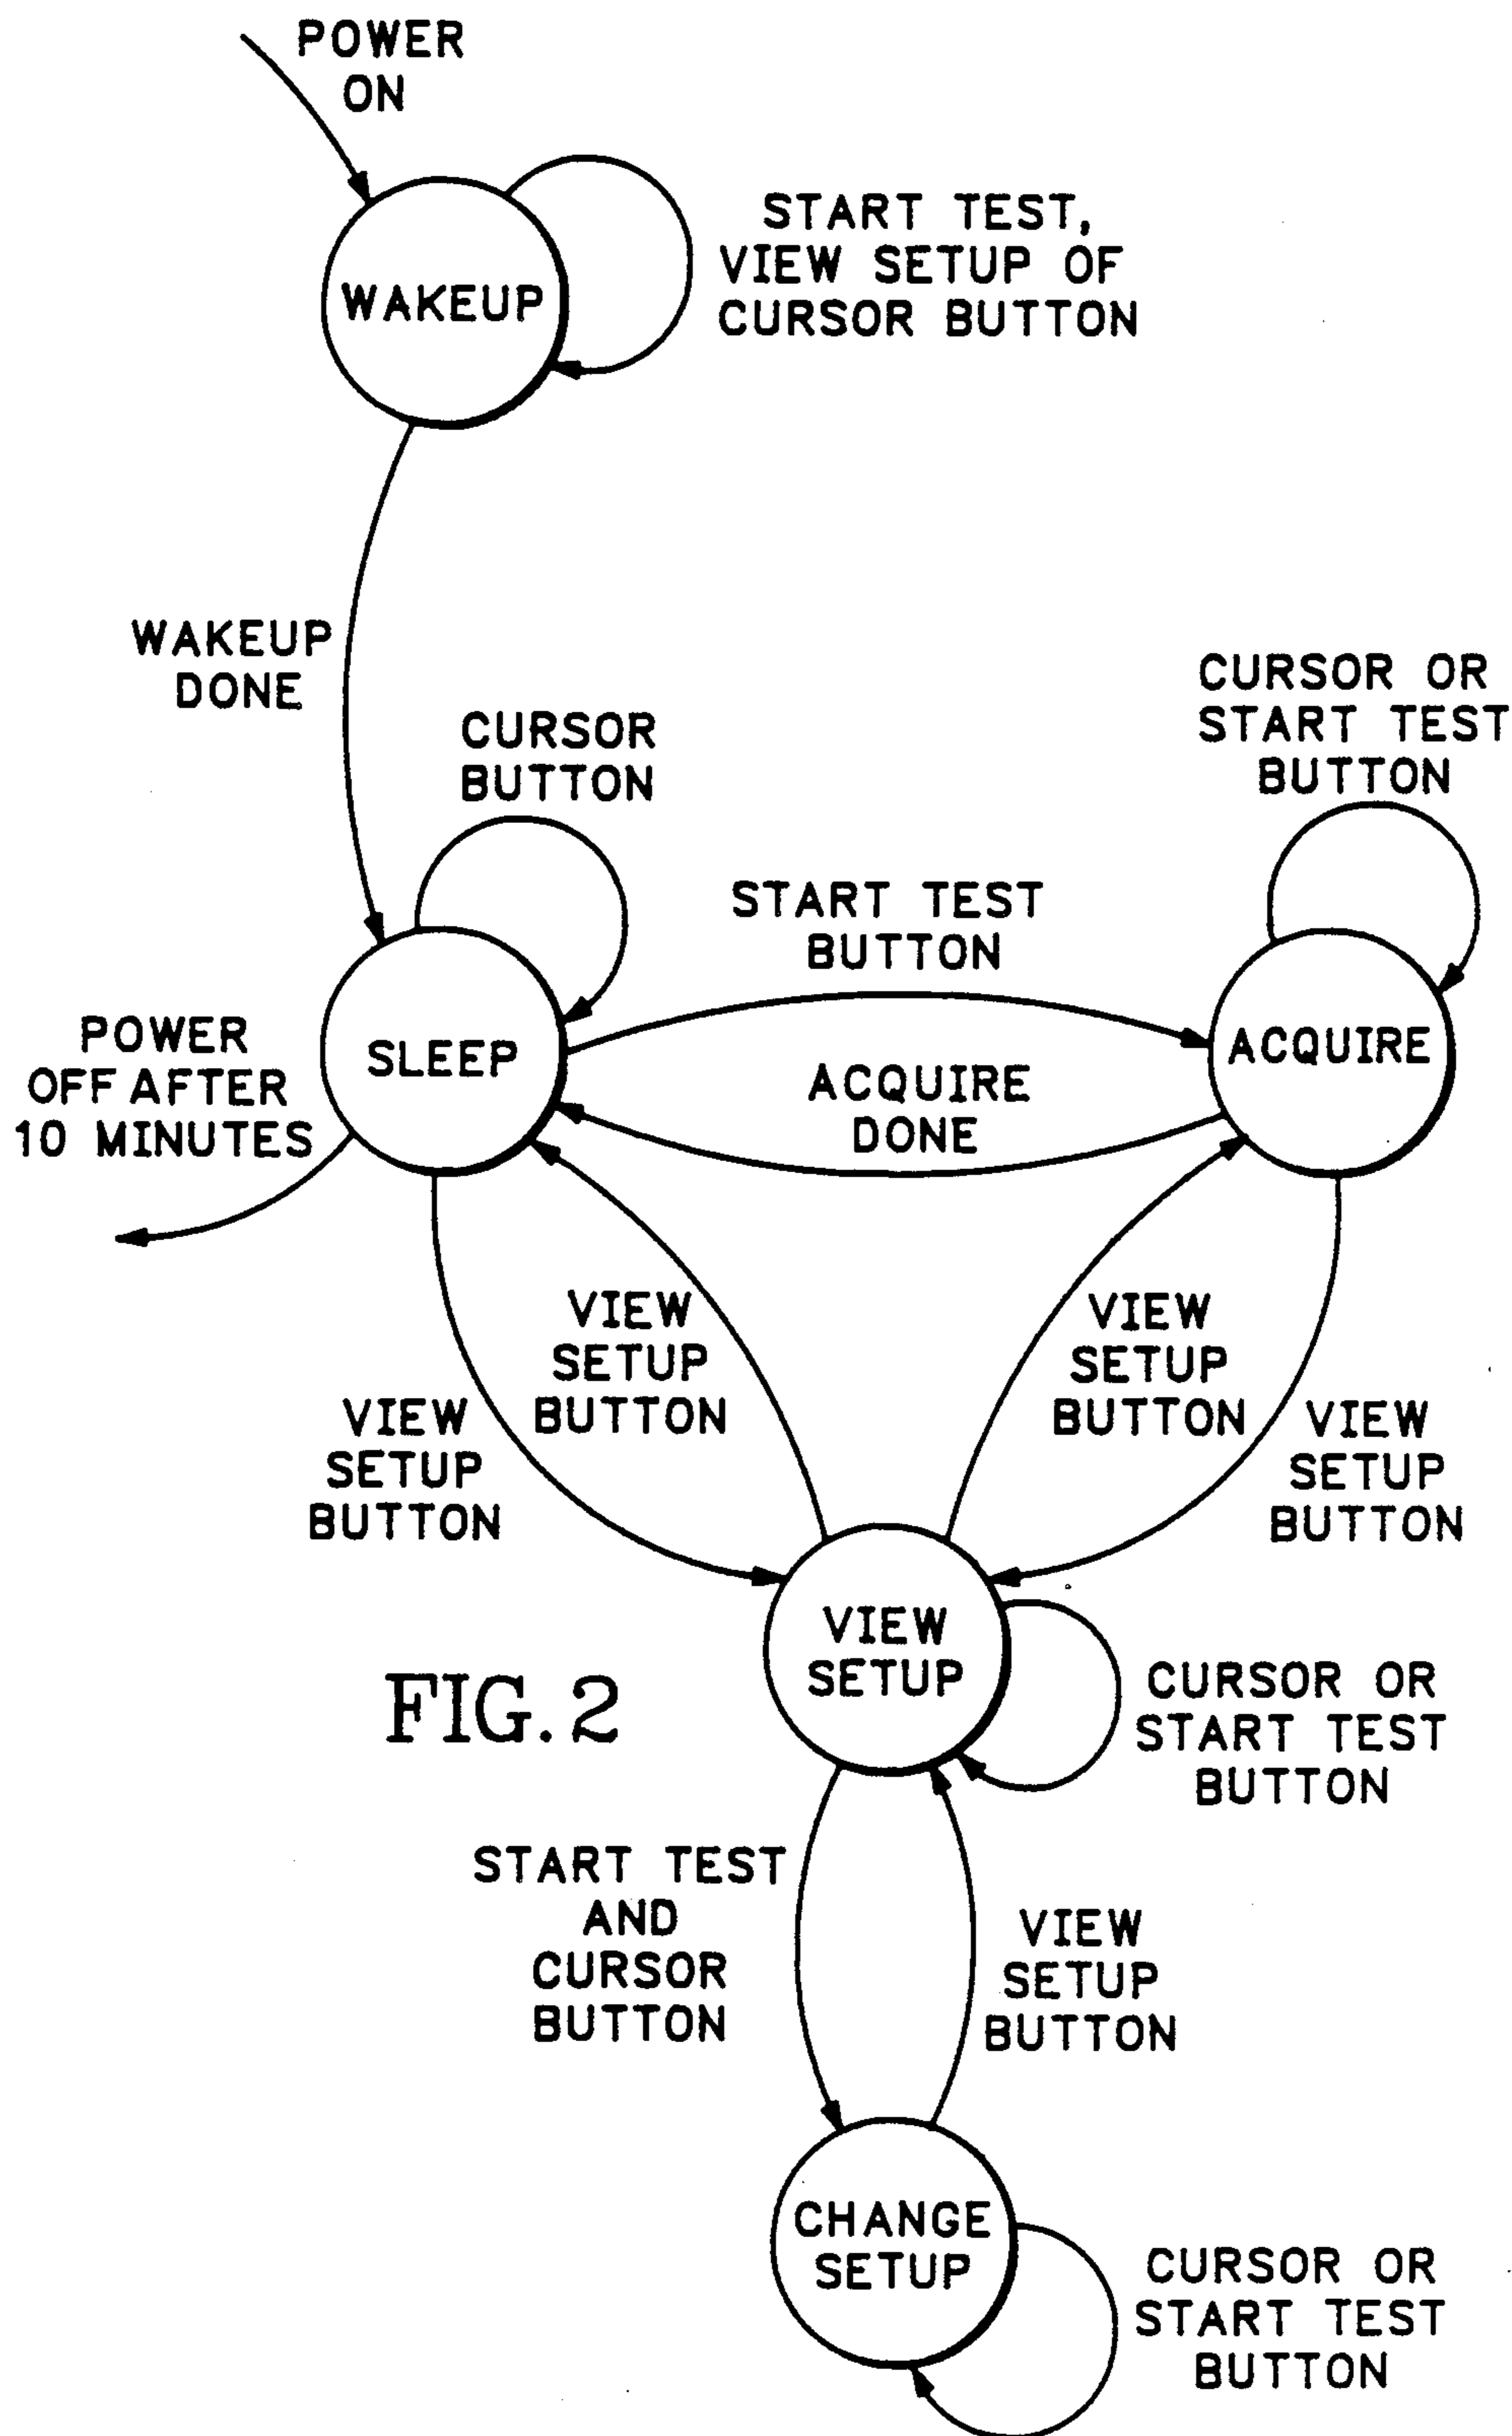 POWER
ON
WAKEUP
START TEST,
VIEW SETUP OF
CURSOR BUTTON
WAKEUP
DONE
CURSOR
BUTTON
CURSOR OR
START TEST
BUTTON
START TEST
BUTTON
SLEEP
ACQUIRE
POWER
OFF AFTER
10 MINUTES
ACQUIRE
DONE
VIEW
SETUP
BUTTON
VIEW
SETUP
BUTTON
VIEW
SETUP
BUTTON
VIEW
SETUP
BUTTON
VIEW
SETUP
FIG. 2
CURSOR OR
START TEST
BUTTON
START TEST
AND
CURSOR
BUTTON
VIEW
SETUP
BUTTON
CHANGE
SETUP
CURSOR OR
START TEST
BUTTON